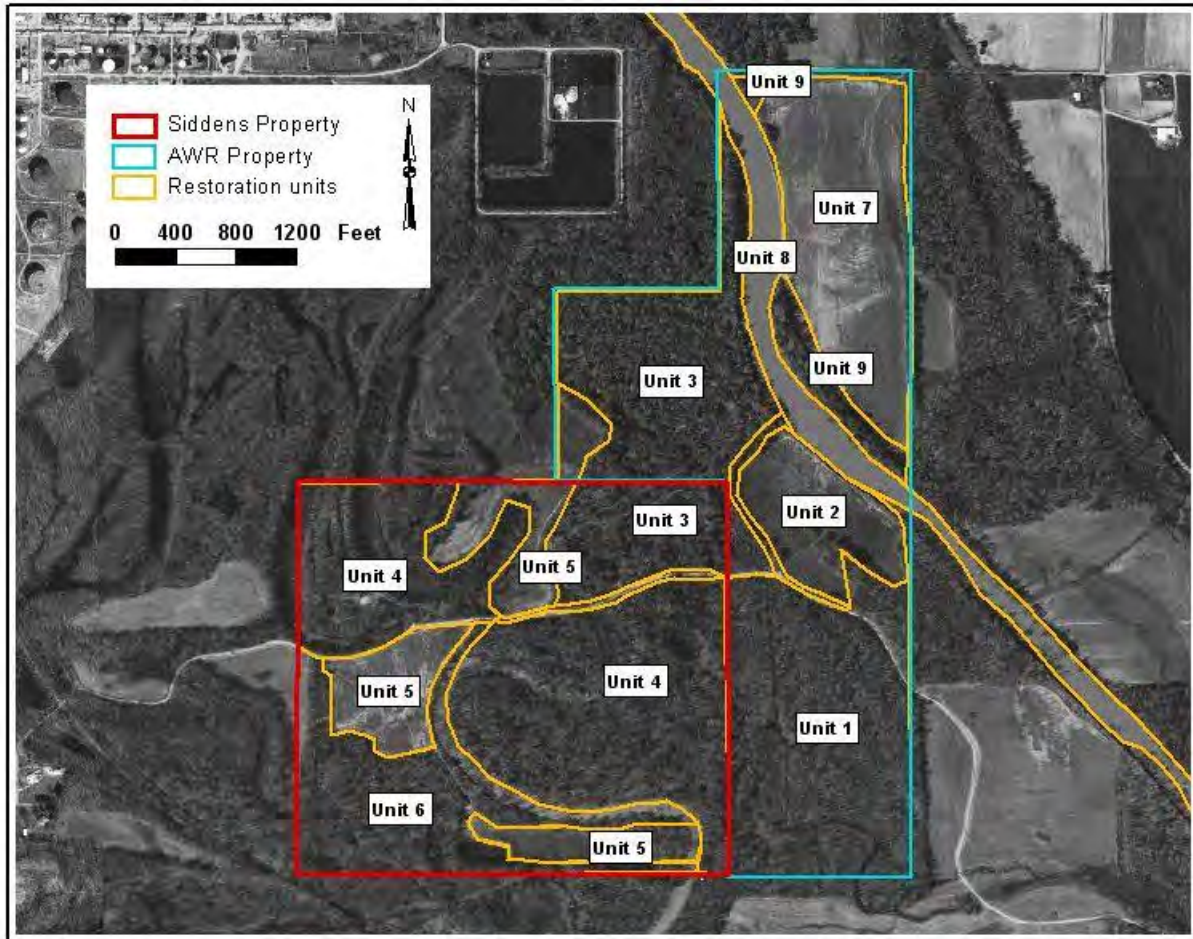 Unit 9
N
Siddens Property
AWR Property
Restoration units
0 400 800 1200 Feet
Unit 7
Unit 8
Unit 9
Unit 3
Unit 2
Unit 3
Unit 5
Unit 4
Unit 4
Unit 5
Unit 1
Unit 6
Unit 5